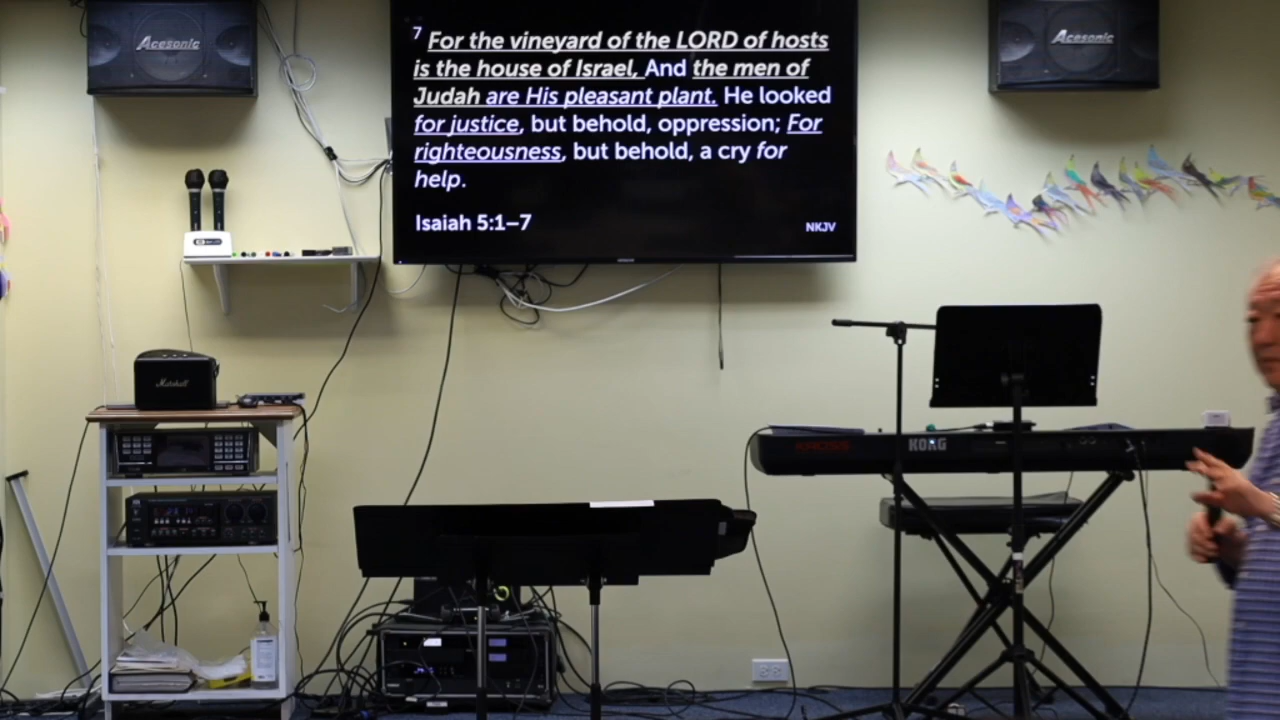 Acesonic
Acesonic
7 For the vineyard of the LORD of hosts
is the house of Israel, And the men of
Judah are His pleasant plant. He looked
for justice, but behold, oppression; For
righteousness, but behold, a cry for
help.
Isaiah 5:1–7
NKJV
Marshall
KROSS
KORG